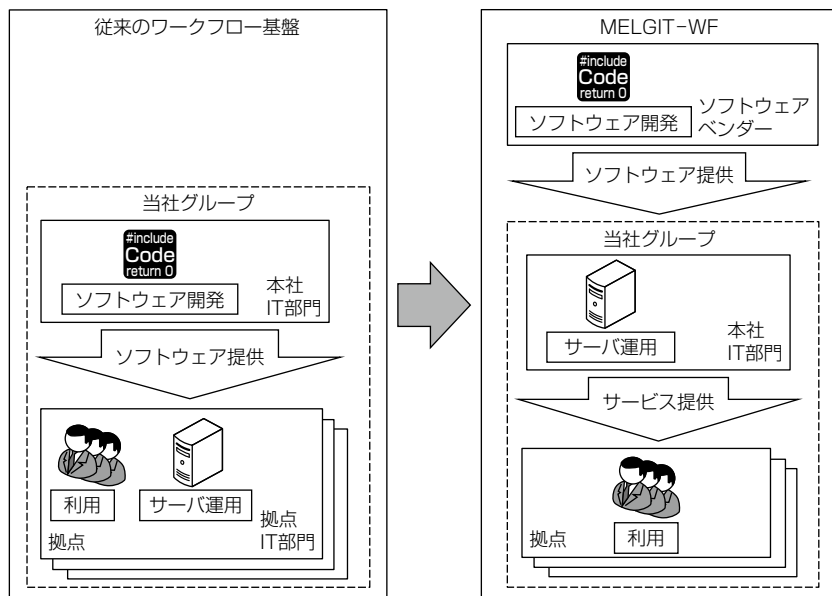 従来のワークフロー基盤
当社グループ
#include
Code
return 0
ソフトウェア開発
本社
IT部門
ソフトウェア提供
利用
サーバ運用
拠点
拠点
IT部門
MELGIT-WF
#include
Code
return 0
ソフトウェア開発
ソフトウェア
ベンダー
ソフトウェア提供
当社グループ
サーバ運用
本社
IT部門
サービス提供
拠点
利用